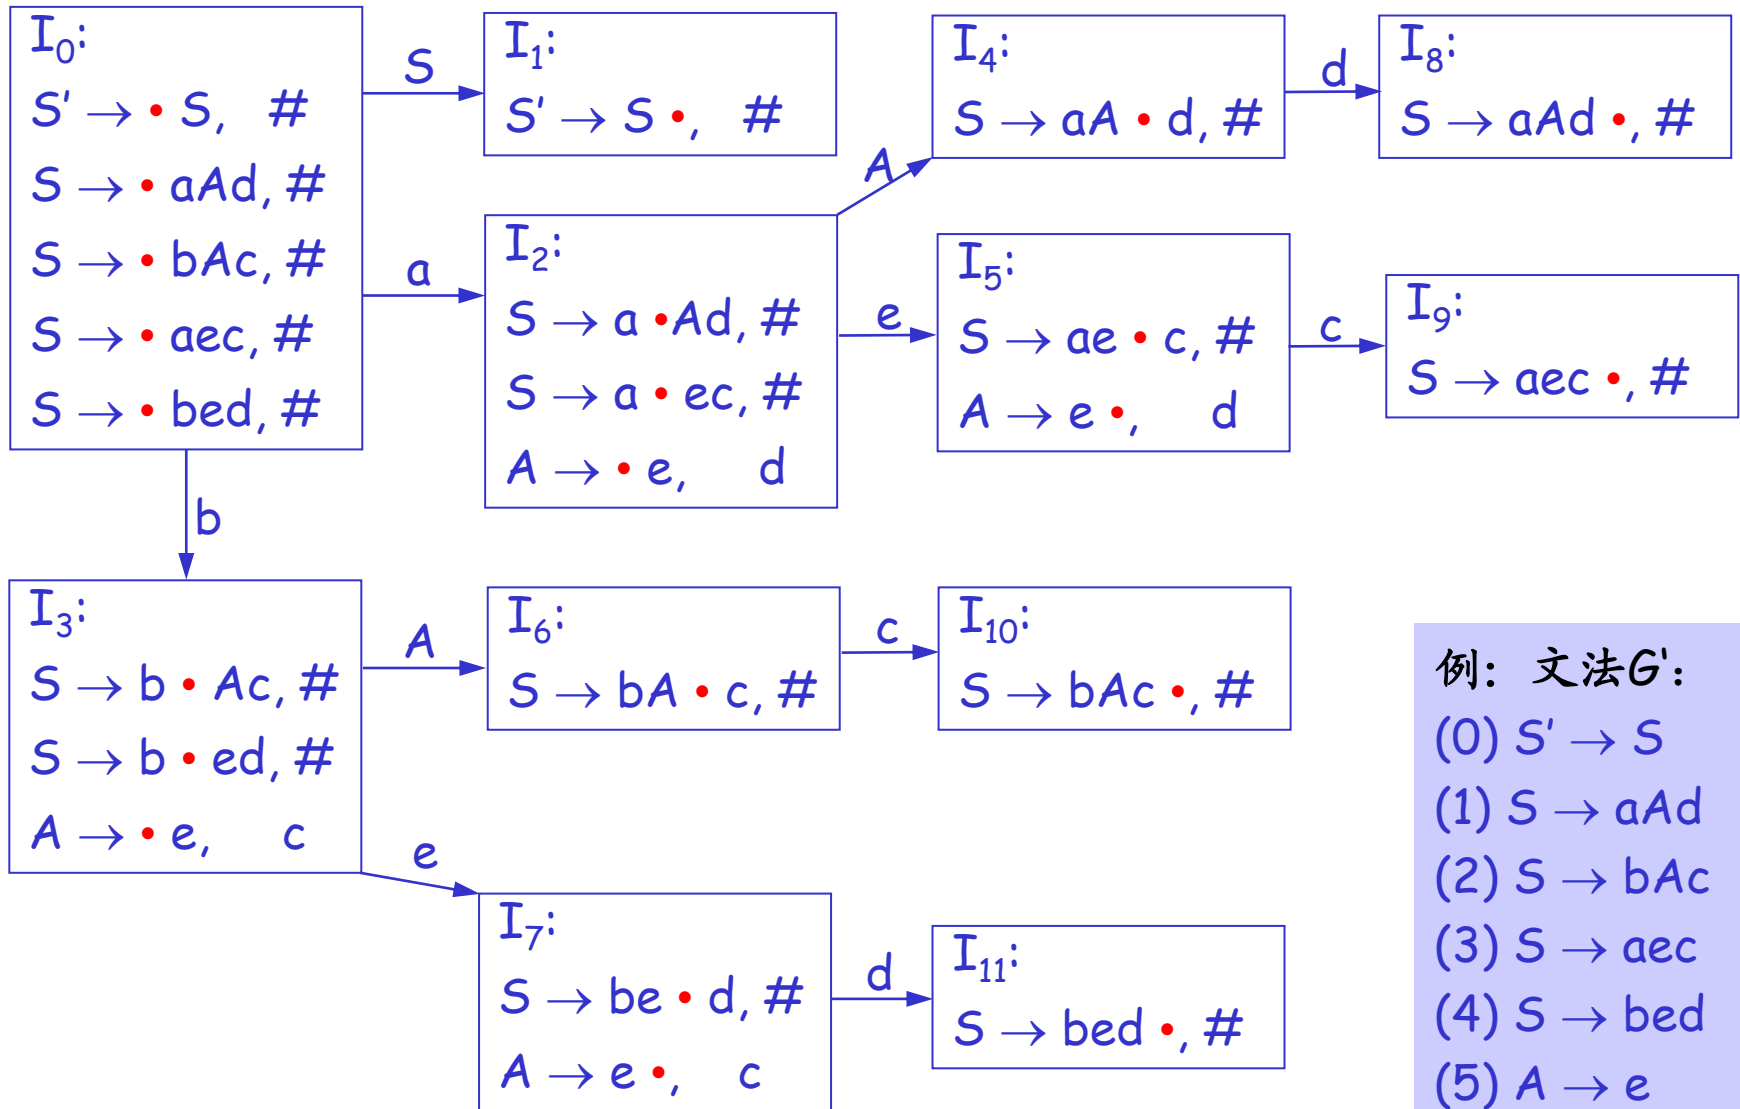 I₀:
S' → • S, #
S → • aAd, #
S → • bAc, #
S → • aec, #
S → • bed, #
S
a
b
I₁:
S' → S •, #
I₂:
S → a •Ad, #
S → a • ec, #
A → • e, d
A
e
I₄:
S → aA • d, #
d
I₈:
S → aAd •, #
I₅:
S → ae • c, #
A → e •, d
c
I₉:
S → aec •, #
I₃:
S → b • Ac, #
S → b • ed, #
A → • e, c
A
e
I₆:
S → bA • c, #
c
I₁₀:
S → bAc •, #
I₇:
S → be • d, #
A → e •, c
d
I₁₁:
S → bed •, #
例：文法G'：
(0) S' → S
(1) S → aAd
(2) S → bAc
(3) S → aec
(4) S → bed
(5) A → e